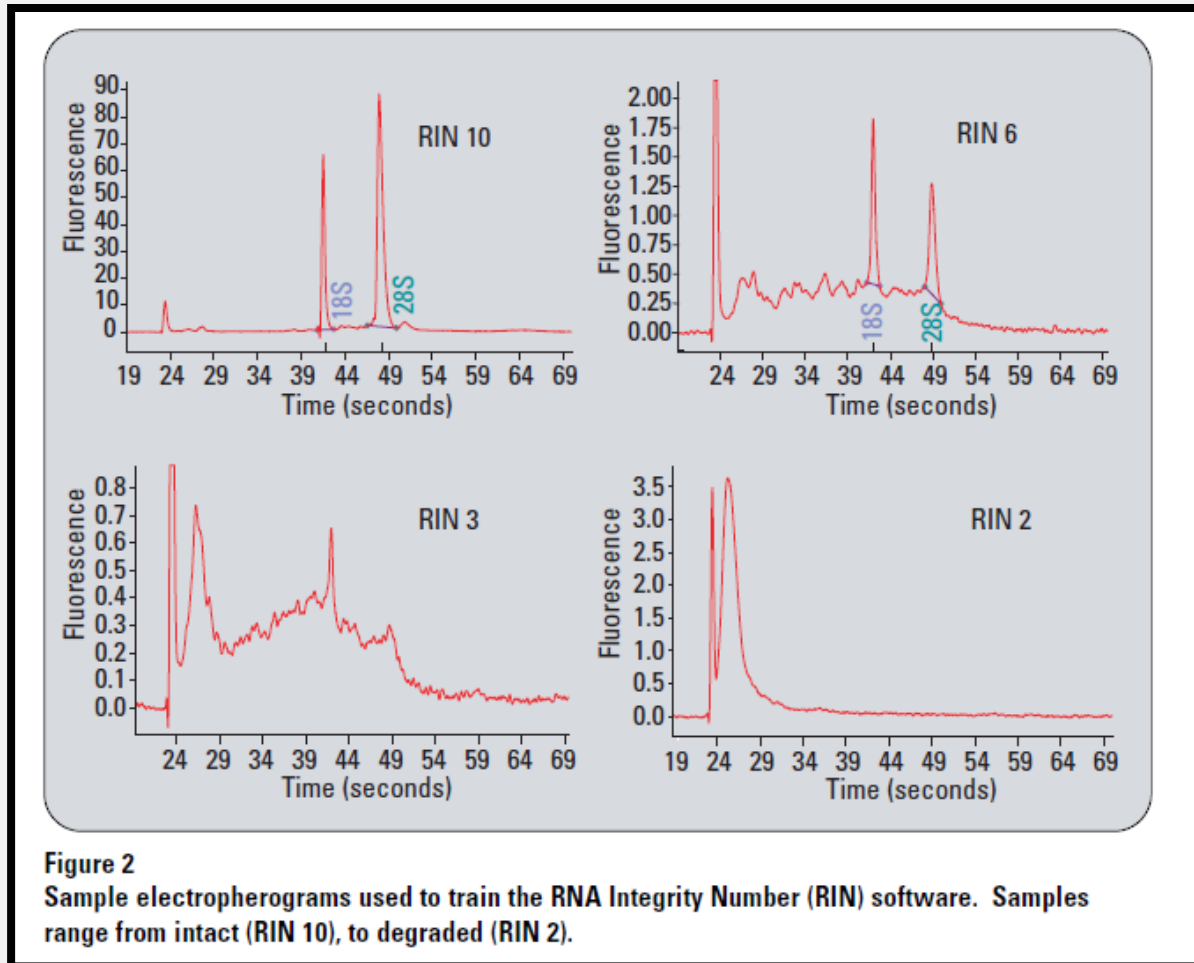 Fluorescence
90
80
70
60
50
40
30
20
10
0
RIN 10
18S
28S
19 24 29 34 39 44 49 54 59 64 69
Time (seconds)
Fluorescence
2.00
1.75
1.50
1.25
1.00
0.75
0.50
0.25
0.00
RIN 6
18S
28S
24 29 34 39 44 49 54 59 64 69
Time (seconds)
Fluorescence
0.8
0.7
0.6
0.5
0.4
0.3
0.2
0.1
0.0
RIN 3
24 29 34 39 44 49 54 59 64 69
Time (seconds)
Fluorescence
3.5
3.0
2.5
2.0
1.5
1.0
0.5
0.0
RIN 2
19 24 29 34 39 44 49 54 59 64 69
Time (seconds)
Figure 2
Sample electropherograms used to train the RNA Integrity Number (RIN) software. Samples
range from intact (RIN 10), to degraded (RIN 2).